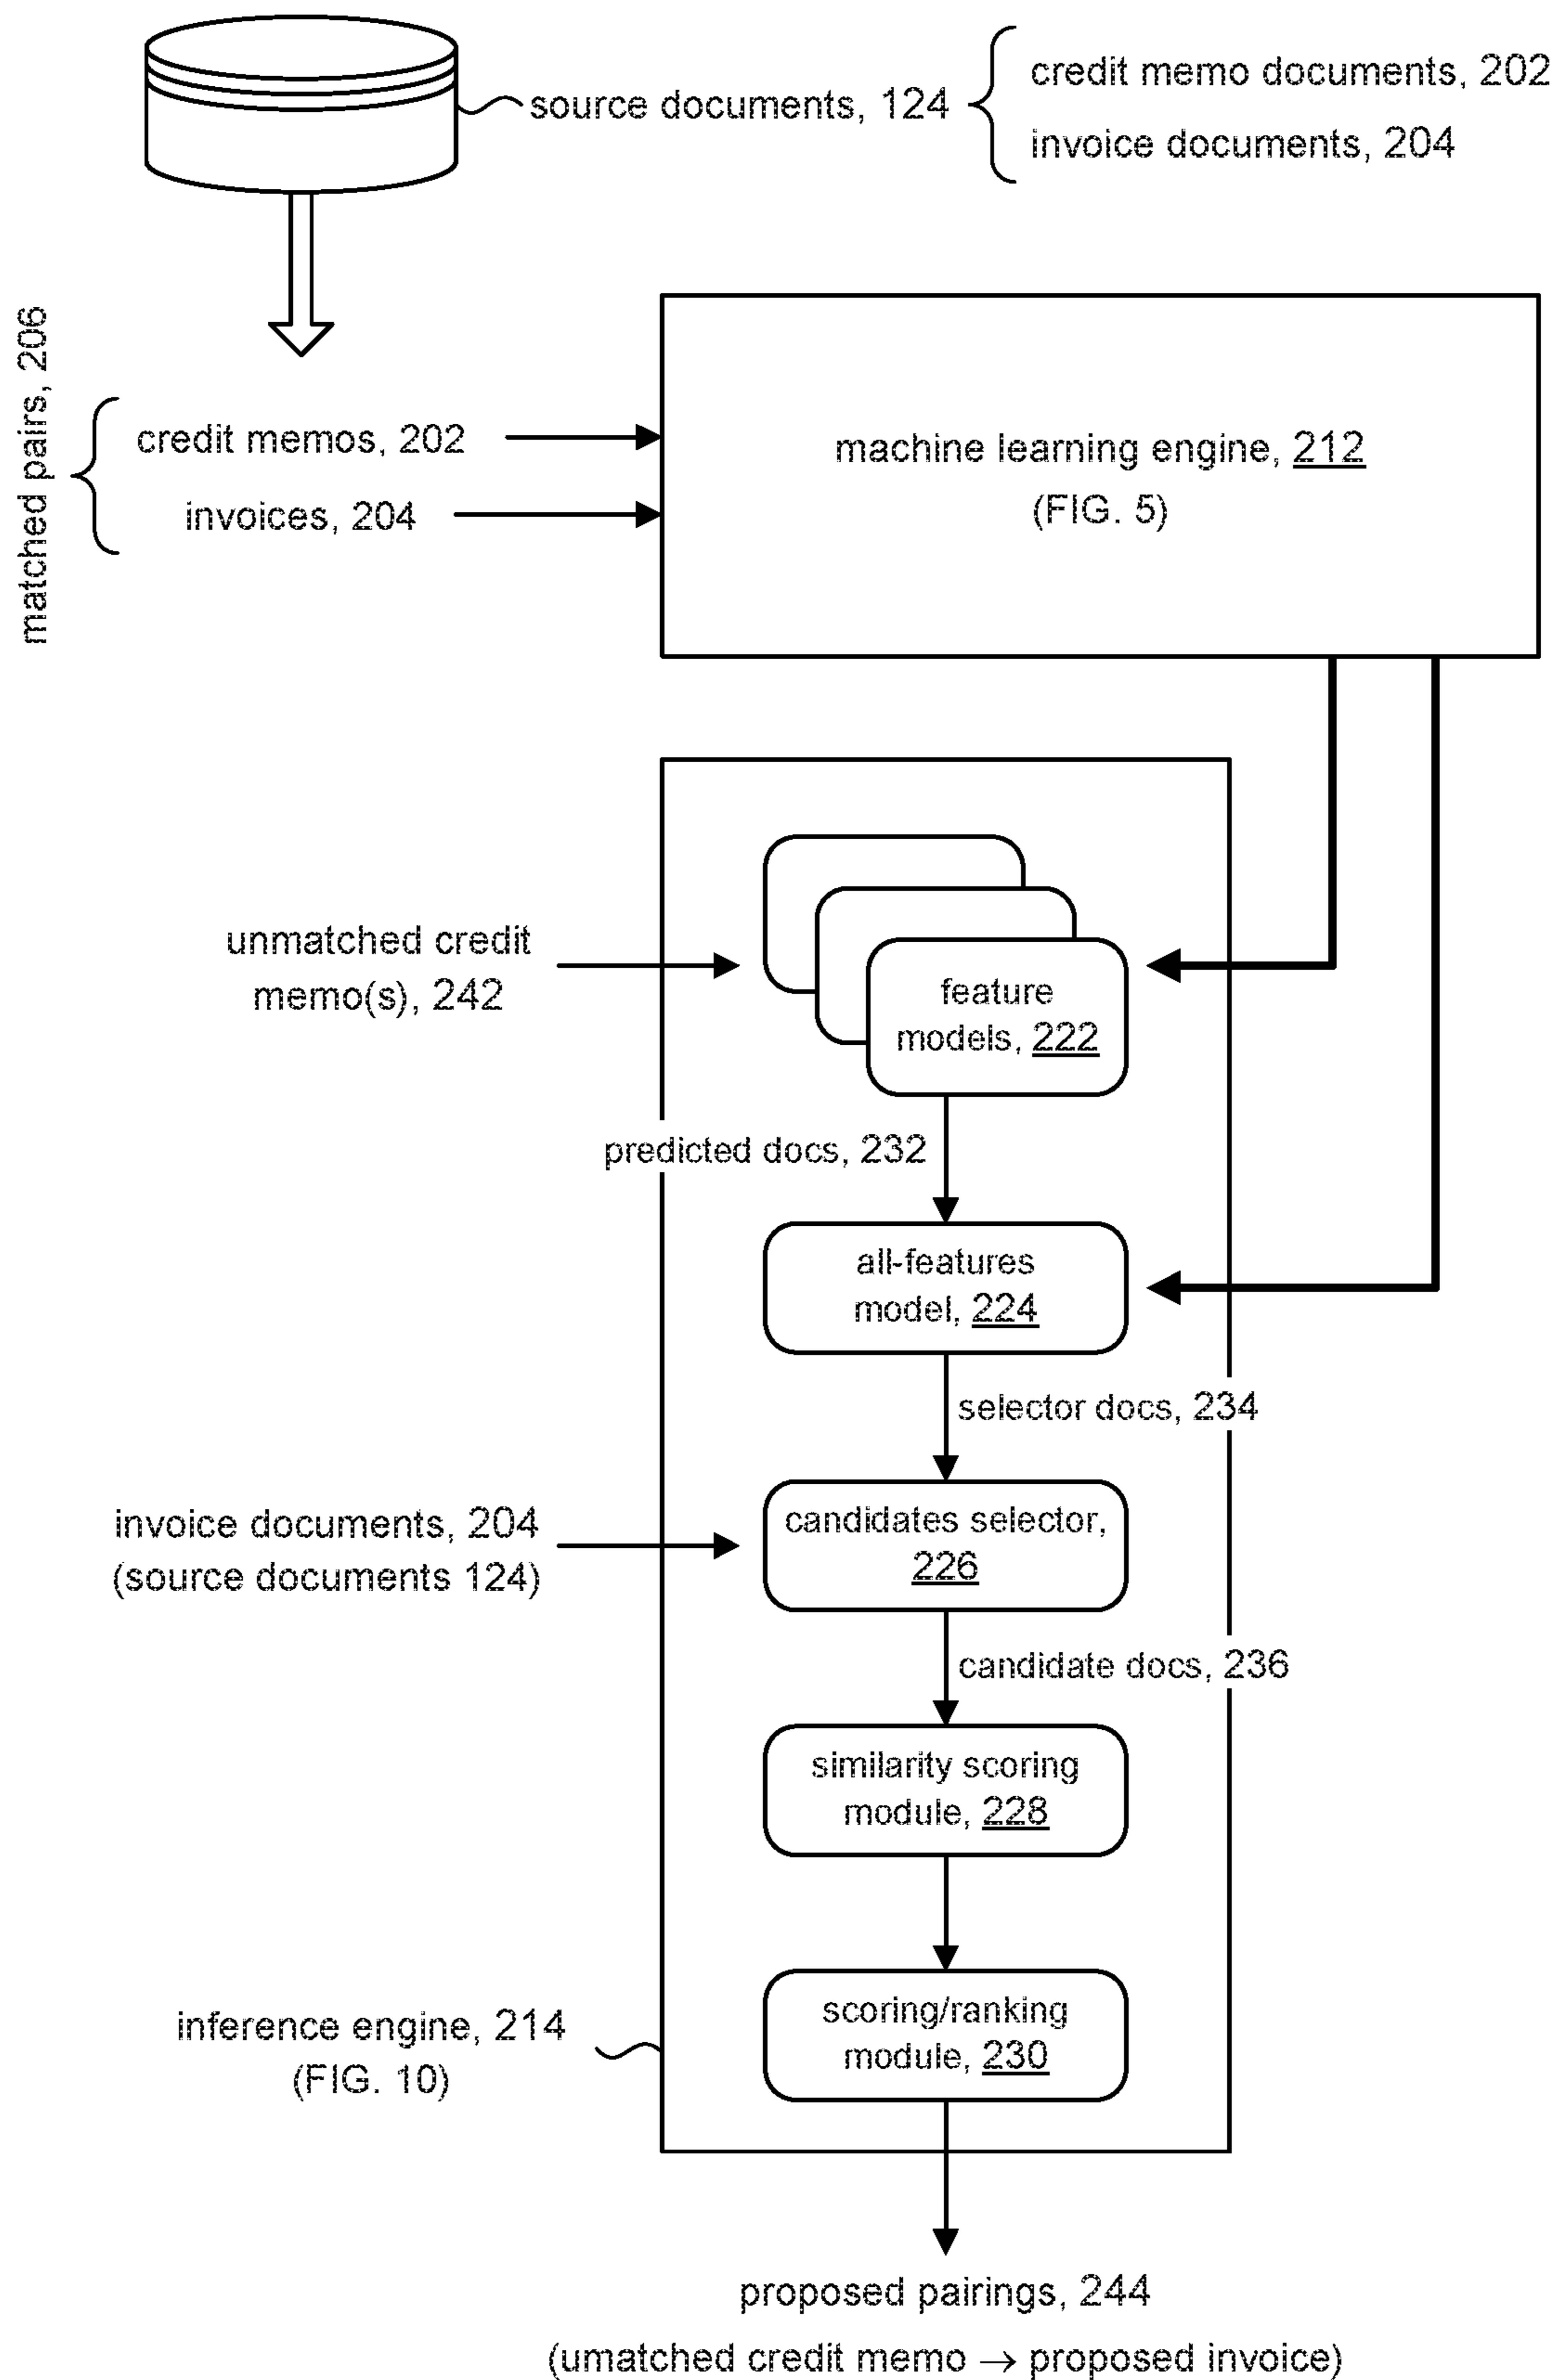 source documents, 124
credit memo documents, 202
invoice documents, 204
matched pairs, 206
credit memos, 202
invoices, 204
machine learning engine, 212
(FIG. 5)
unmatched credit
memo(s), 242
feature
models, 222
predicted docs, 232
all-features
model, 224
selector docs, 234
invoice documents, 204
(source documents 124)
candidates selector,
226
candidate docs, 236
similarity scoring
module, 228
inference engine, 214
(FIG. 10)
scoring/ranking
module, 230
proposed pairings, 244
(umatched credit memo → proposed invoice)